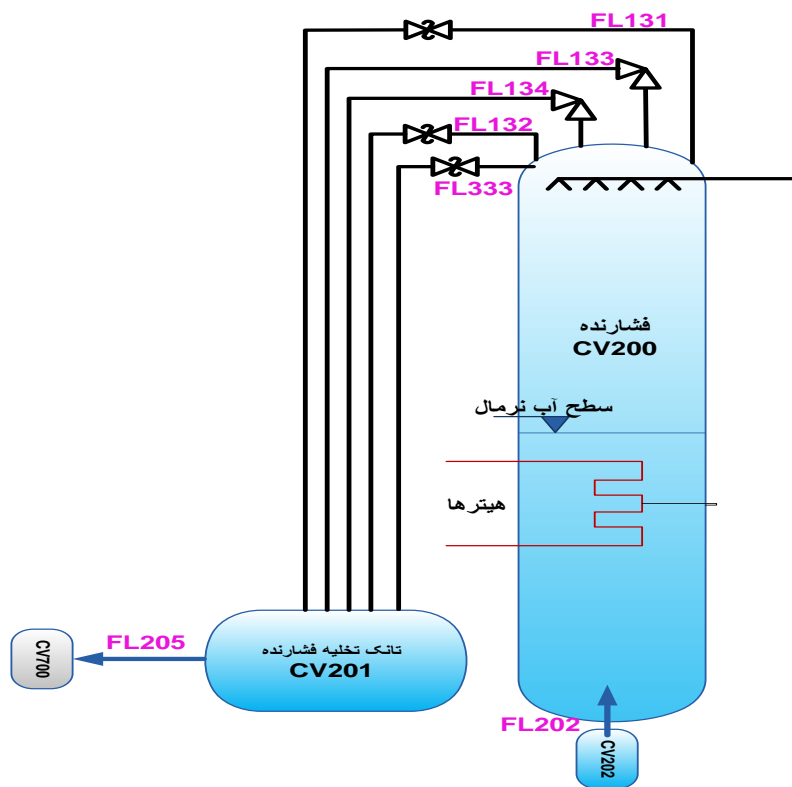 FL131
FL133
FL134
FL132
FL333
فشارنده
CV200
سطح آب نرمال
هیترها
FL205
CV700
تانک تخلیه فشارنده
CV201
FL202
CV202